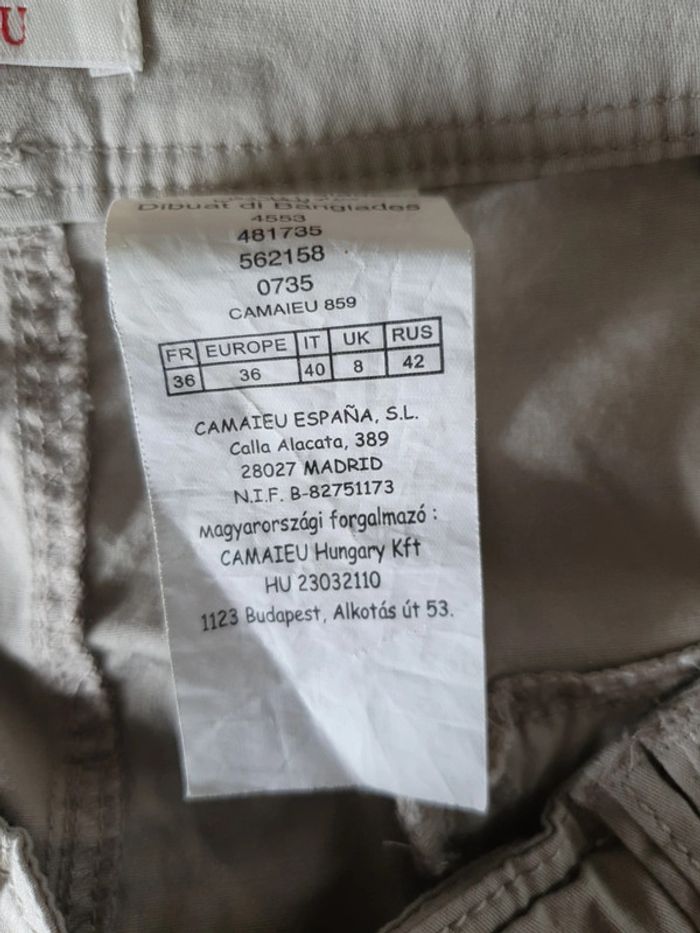 U
Dibuat di Banglades
4553
481735
562158
0735
CAMAIEU 859
FR EUROPE IT UK RUS
36 36 40 8 42
CAMAIEU ESPAÑA, S.L.
Calla Alacata, 389
28027 MADRID
N.I.F. B-82751173
Magyarországi forgalmazó :
CAMAIEU Hungary Kft
HU 23032110
1123 Budapest, Alkotás út 53.